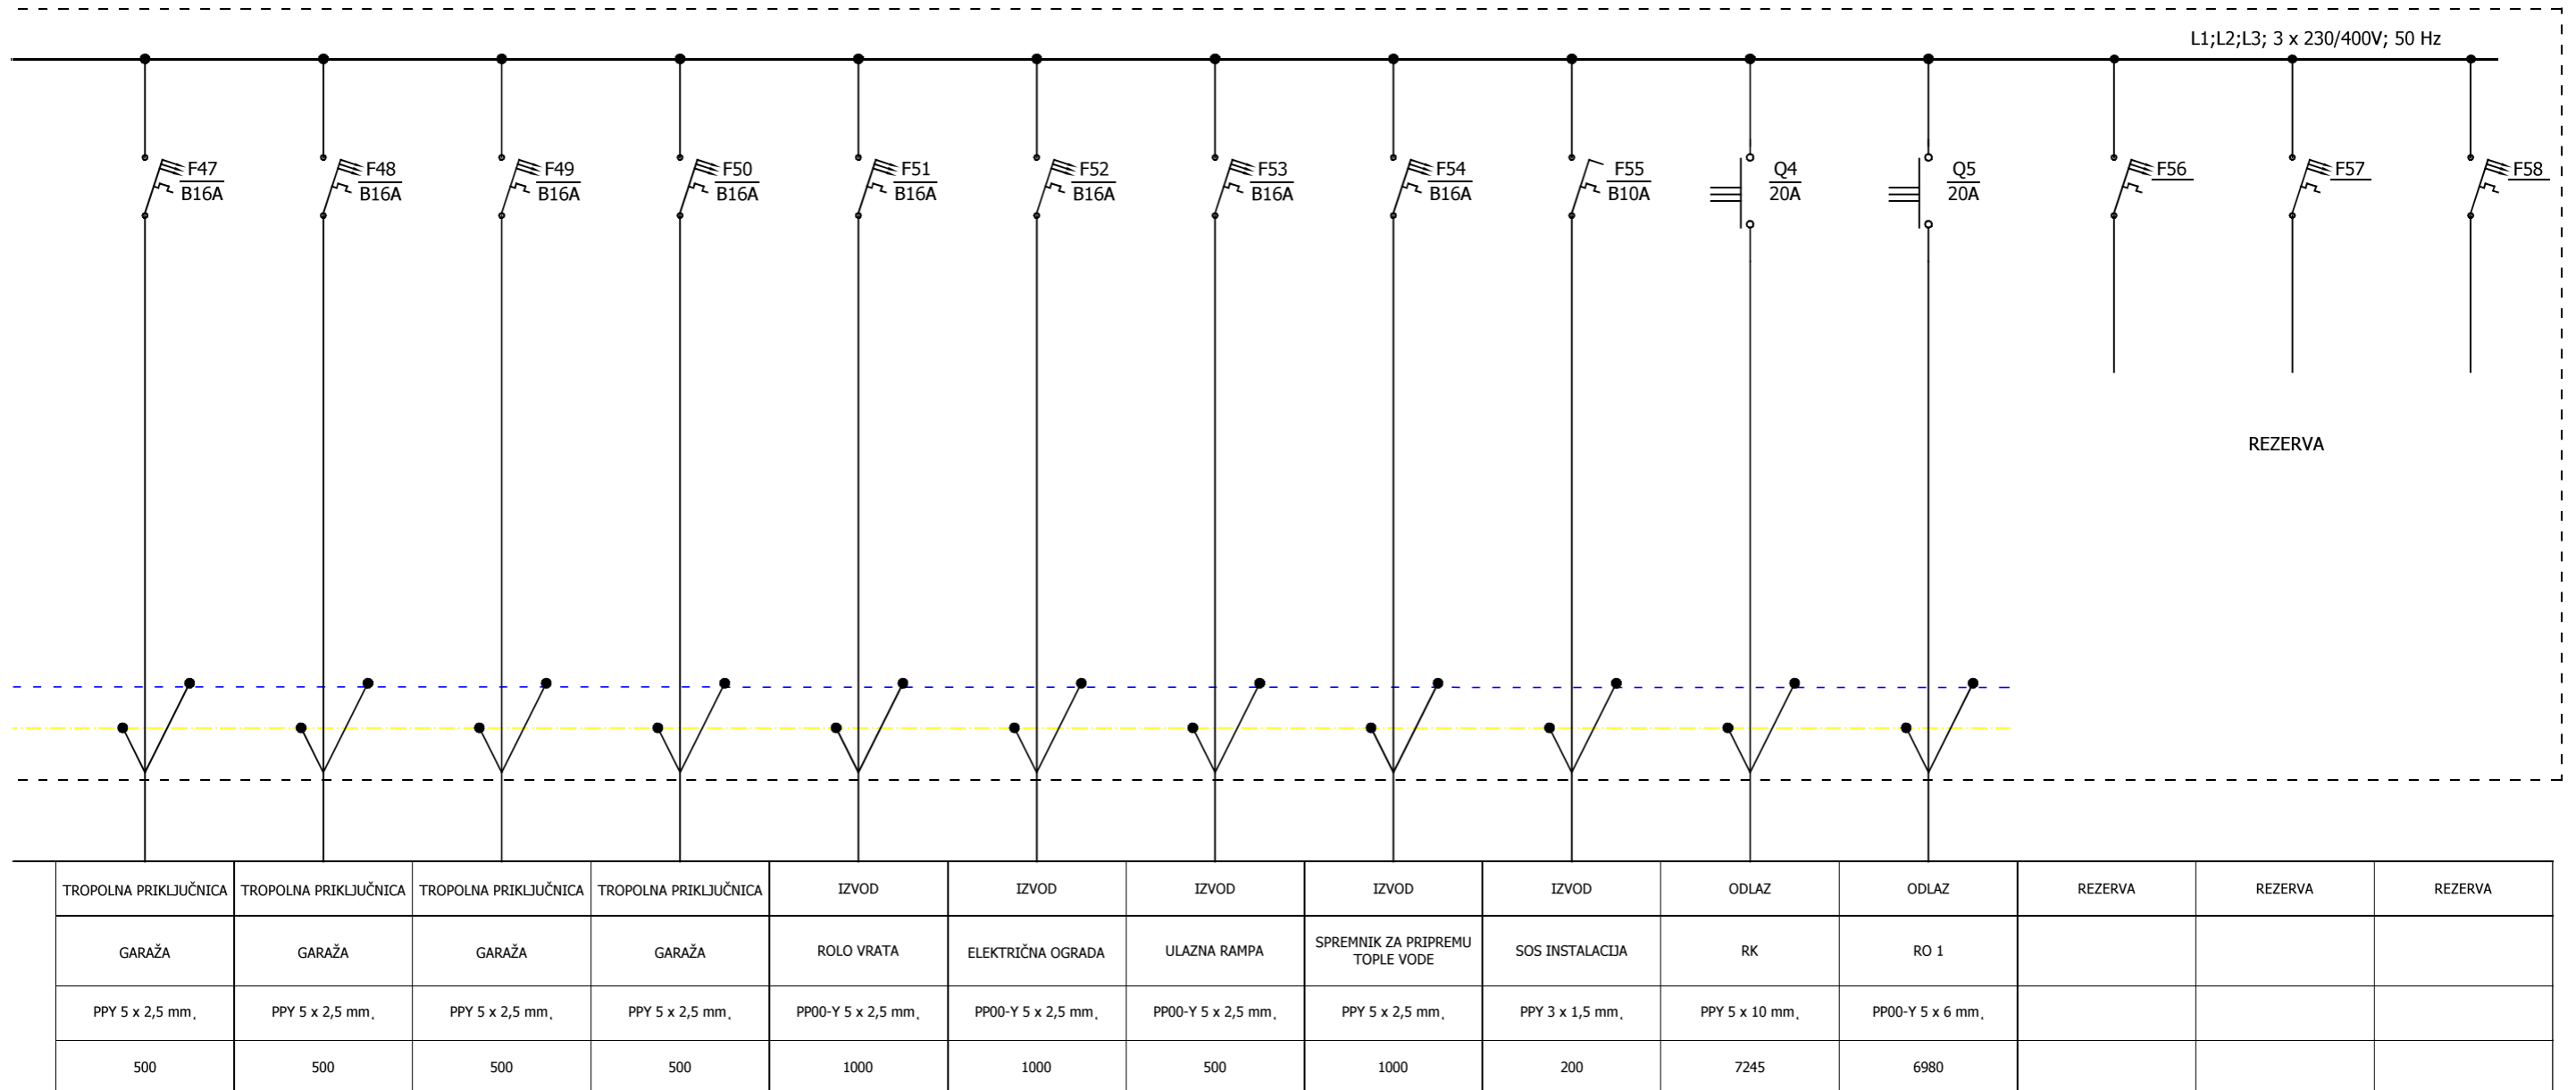 L1;L2;L3; 3 x 230/400V; 50 Hz
F47
B16A
F48
B16A
F49
B16A
F50
B16A
F51
B16A
F52
B16A
F53
B16A
F54
B16A
F55
B10A
Q4
20A
Q5
20A
F56
F57
F58
REZERVA
TROPOLNA PRIKLJUČNICA TROPOLNA PRIKLJUČNICA TROPOLNA PRIKLJUČNICA TROPOLNA PRIKLJUČNICA IZVOD IZVOD IZVOD IZVOD IZVOD ODLAZ ODLAZ REZERVA REZERVA REZERVA
GARAŽA GARAŽA GARAŽA GARAŽA ROLO VRATA ELEKTRIČNA OGRADA ULAZNA RAMPA SPREMNIK ZA PRIPREMU
TOPLE VODE SOS INSTALACIJA RK RO 1
PPY 5 x 2,5 mm¸ PPY 5 x 2,5 mm¸ PPY 5 x 2,5 mm¸ PPY 5 x 2,5 mm¸ PP00-Y 5 x 2,5 mm¸ PP00-Y 5 x 2,5 mm¸ PP00-Y 5 x 2,5 mm¸ PPY 5 x 2,5 mm¸ PPY 3 x 1,5 mm¸ PPY 5 x 10 mm¸ PP00-Y 5 x 6 mm¸
500 500 500 500 1000 1000 500 1000 200 7245 6980